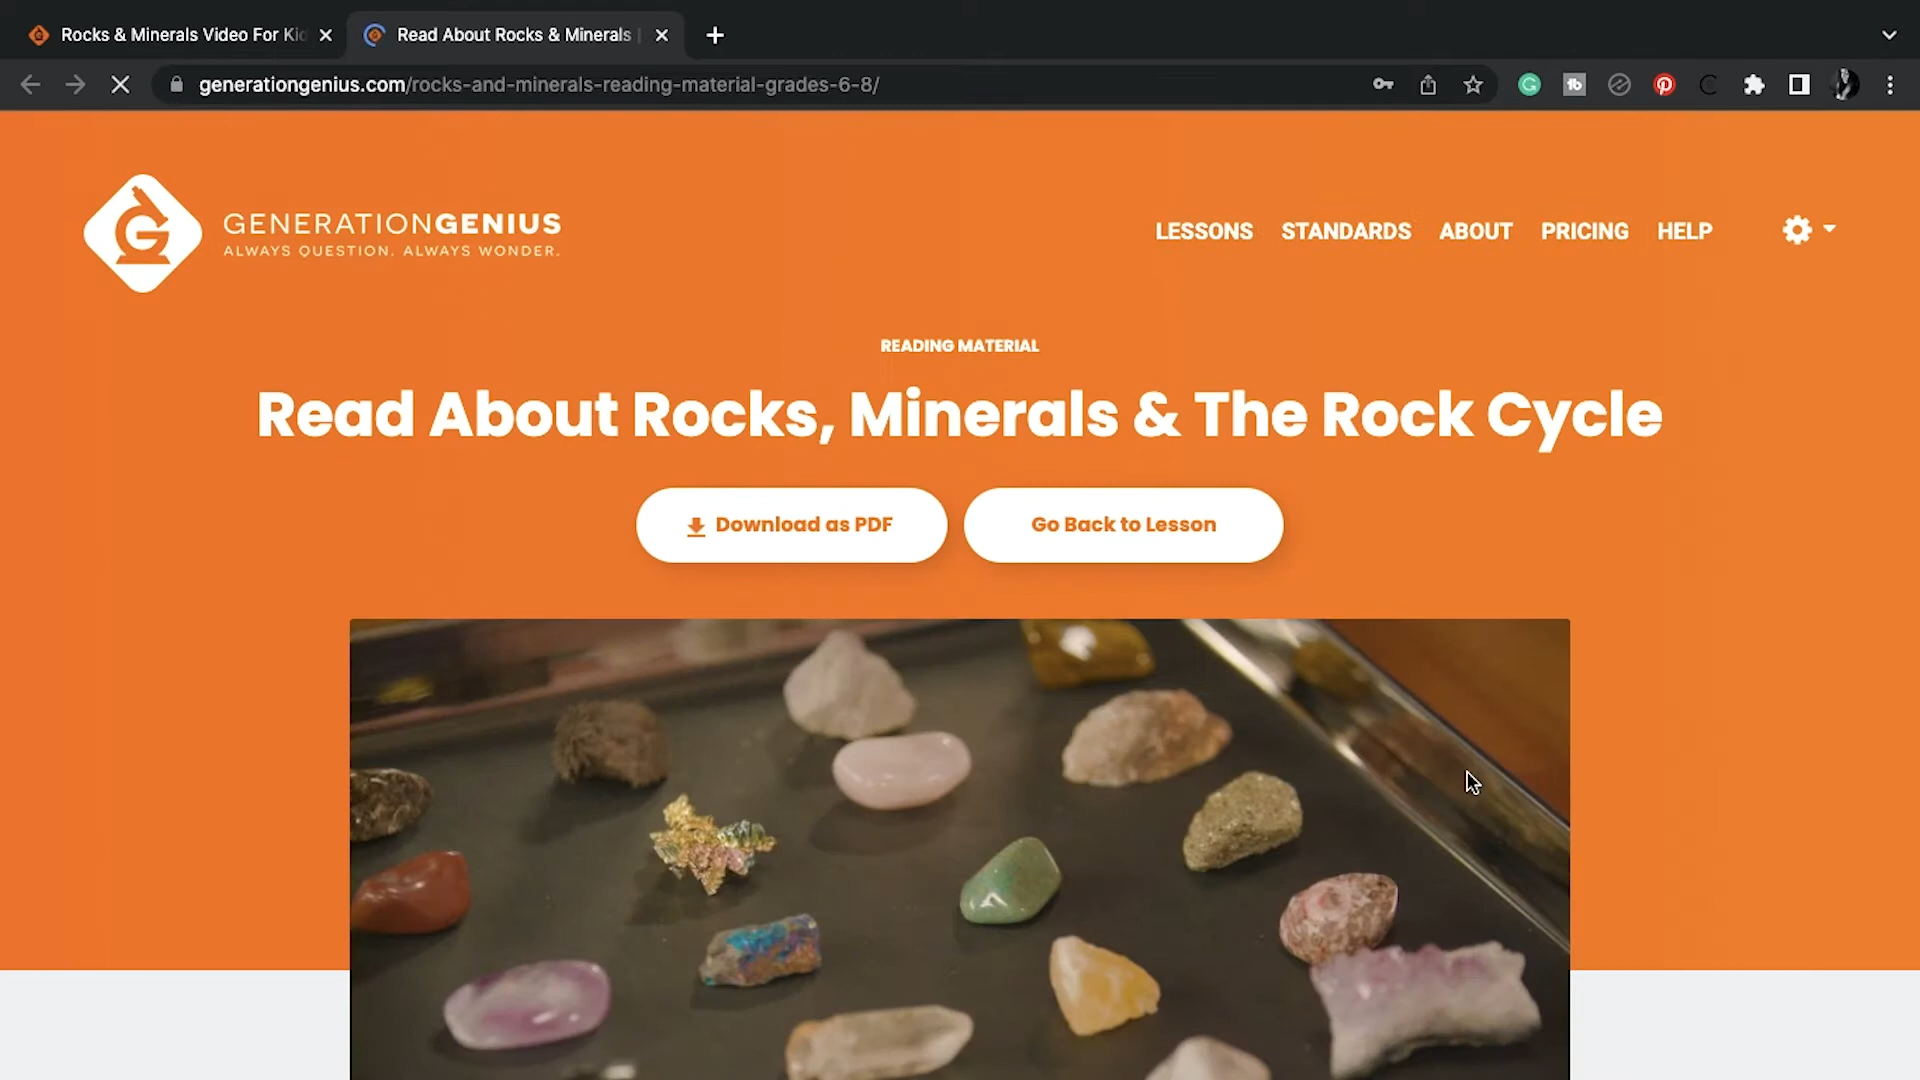 Rocks & Minerals Video For Kid
Read About Rocks & Minerals |
generationgenius.com/rocks-and-minerals-reading-material-grades-6-8/
GENERATIONGENIUS
ALWAYS QUESTION. ALWAYS WONDER.
LESSONS STANDARDS ABOUT PRICING HELP
READING MATERIAL
Read About Rocks, Minerals & The Rock Cycle
Download as PDF
Go Back to Lesson